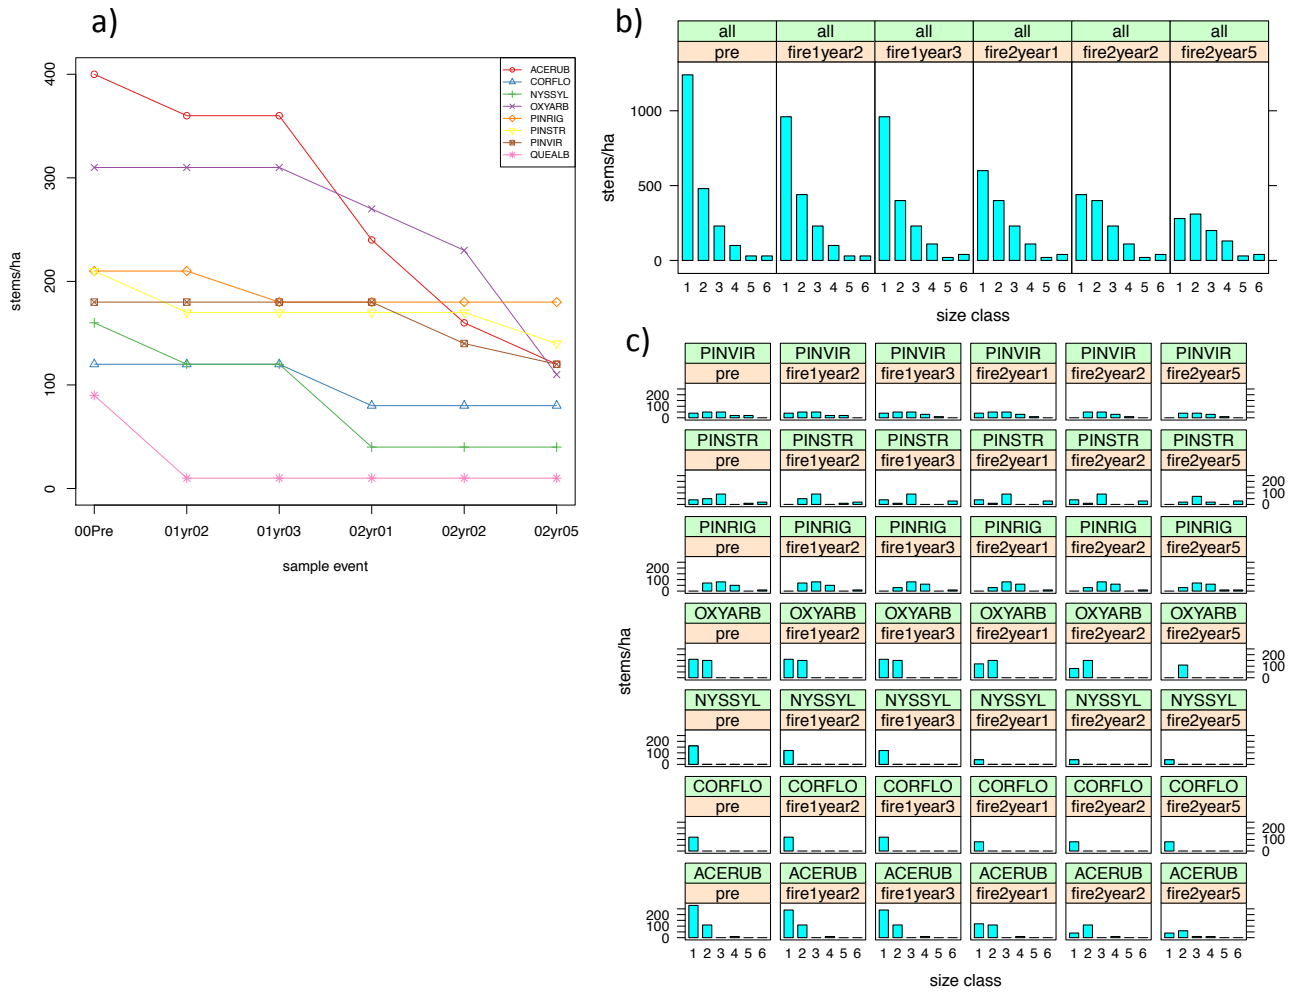 a)
400
300
200
100
0
stems/ha
ACERUB
CORFLO
NYSSYL
OXYARB
PINRIG
PINSTR
PINVIR
QUEALB
00Pre 01yr02 01yr03 02yr01 02yr02 02yr05
sample event
b)
all all all all all all
pre fire1year2 fire1year3 fire2year1 fire2year2 fire2year5
1000
500
0
stems/ha
1 2 3 4 5 6 1 2 3 4 5 6 1 2 3 4 5 6 1 2 3 4 5 6 1 2 3 4 5 6 1 2 3 4 5 6
size class
c)
PINVIR PINVIR PINVIR PINVIR PINVIR PINVIR
pre fire1year2 fire1year3 fire2year1 fire2year2 fire2year5
200
100
0
PINSTR PINSTR PINSTR PINSTR PINSTR PINSTR
pre fire1year2 fire1year3 fire2year1 fire2year2 fire2year5
200
100
0
PINRIG PINRIG PINRIG PINRIG PINRIG PINRIG
pre fire1year2 fire1year3 fire2year1 fire2year2 fire2year5
200
100
0
OXYARB OXYARB OXYARB OXYARB OXYARB OXYARB
pre fire1year2 fire1year3 fire2year1 fire2year2 fire2year5
200
100
0
stems/ha
NYSSYL NYSSYL NYSSYL NYSSYL NYSSYL NYSSYL
pre fire1year2 fire1year3 fire2year1 fire2year2 fire2year5
200
100
0
CORFLO CORFLO CORFLO CORFLO CORFLO CORFLO
pre fire1year2 fire1year3 fire2year1 fire2year2 fire2year5
200
100
0
ACERUB ACERUB ACERUB ACERUB ACERUB ACERUB
pre fire1year2 fire1year3 fire2year1 fire2year2 fire2year5
200
100
0
1 2 3 4 5 6 1 2 3 4 5 6 1 2 3 4 5 6 1 2 3 4 5 6 1 2 3 4 5 6 1 2 3 4 5 6
size class